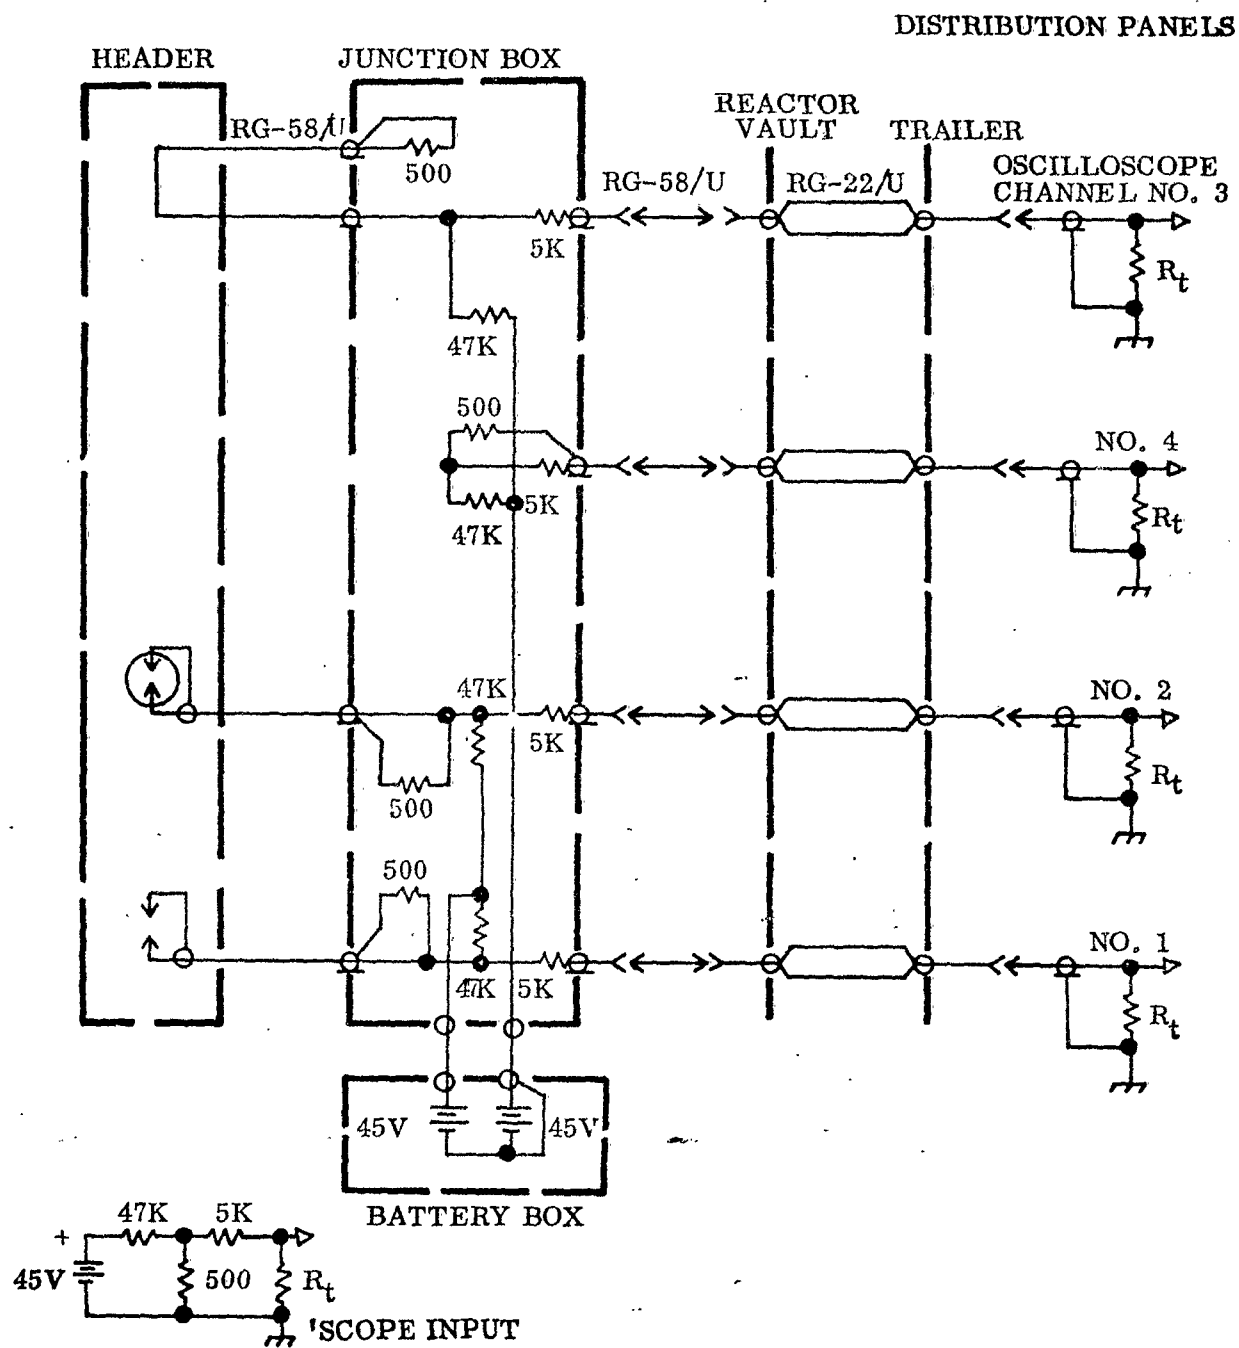 DISTRIBUTION PANELS
HEADER
JUNCTION BOX
REACTOR
VAULT
TRAILER
RG-58/U
500
RG-58/U
RG-22/U
OSCILLOSCOPE
CHANNEL NO. 3
5K
Rt
47K
500
NO. 4
5K
47K
Rt
47K
NO. 2
5K
500
Rt
500
NO. 1
47K
5K
Rt
45V
45V
BATTERY BOX
47K
5K
+
45V
500
Rt
'SCOPE INPUT